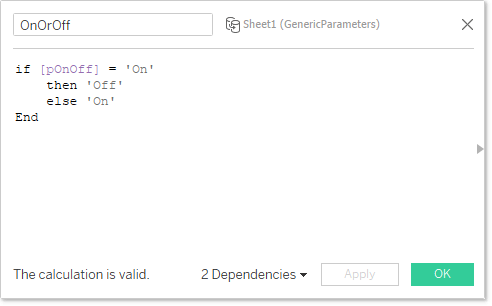 OnOrOff
Sheet1 (GenericParameters)
if [pOnOff] = 'On'
    then 'Off'
    else 'On'
End
The calculation is valid.
2 Dependencies
Apply
OK